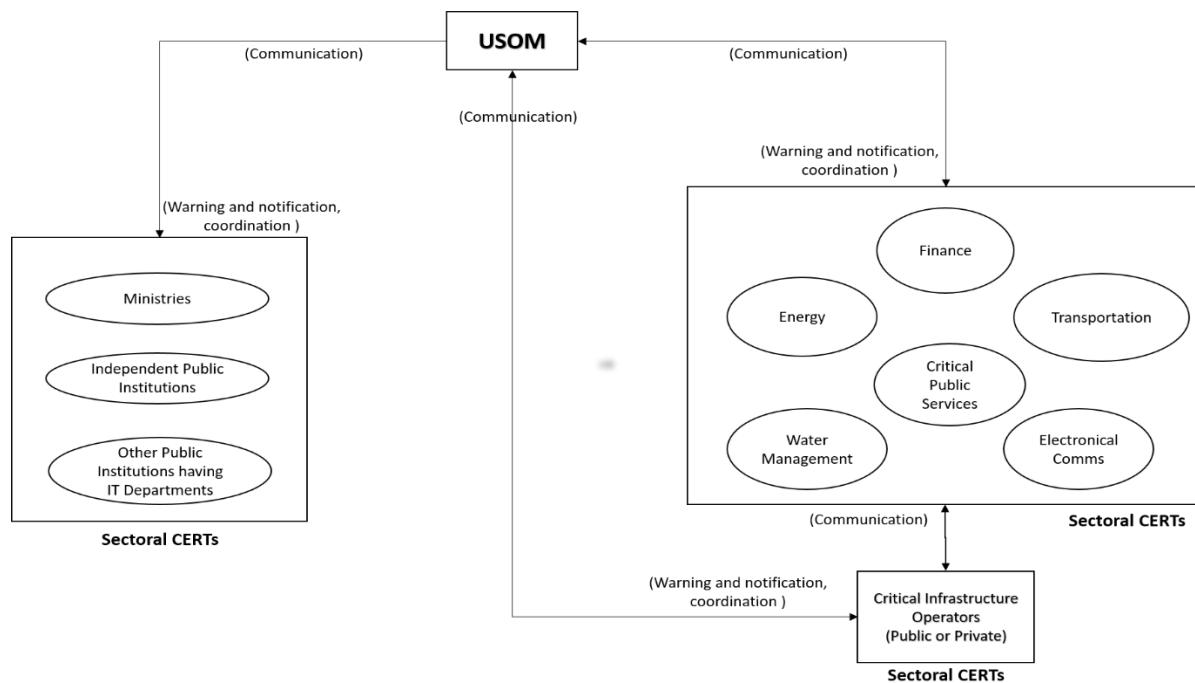 USOM
(Communication)
(Communication)
(Communication)
(Warning and notification,
coordination )
(Warning and notification,
coordination )
Ministries
Independent Public
Institutions
Other Public
Institutions having
IT Departments
Sectoral CERTs
Finance
Energy
Transportation
Critical
Public
Services
Water
Management
Electronical
Comms
(Communication)
Sectoral CERTs
(Warning and notification,
coordination )
Critical Infrastructure
Operators
(Public or Private)
Sectoral CERTs